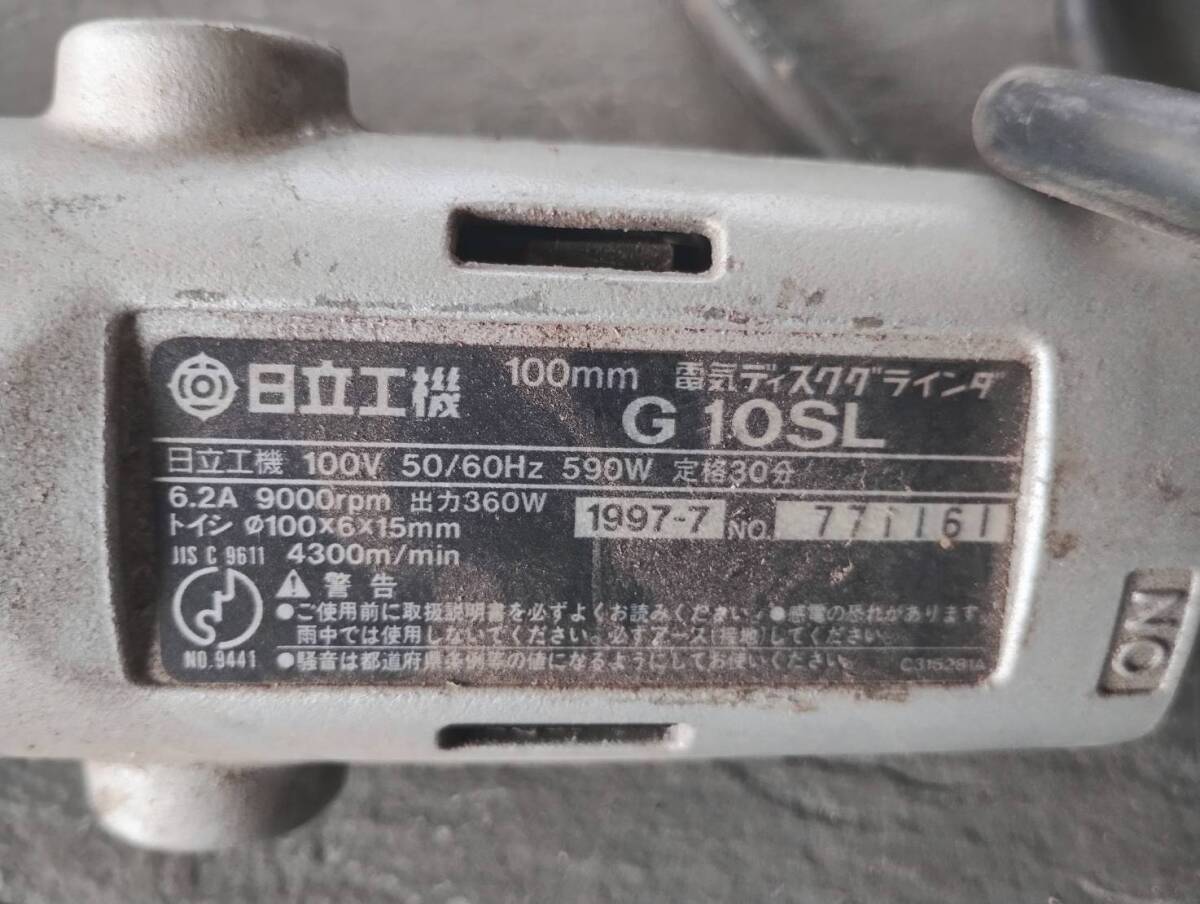 日立工機 100mm 電気ディスクグラインダ
G 10SL
日立工機 100V 50/60Hz 590W 定格30分
6.2A 9000rpm 出力360W
トイシ Φ100×6×15mm 1997-7 NO. 771161
JIS C 9611 4300m/min
⚠警告
●ご使用前に取扱説明書を必ずよくお読みください。●感電の恐れがあります
雨中では使用しないでください。必ずアース(接地)してください。
NO.9441 ●騒音は都道府県条例等の値になるようにしてお使いください。 C315281A
NO